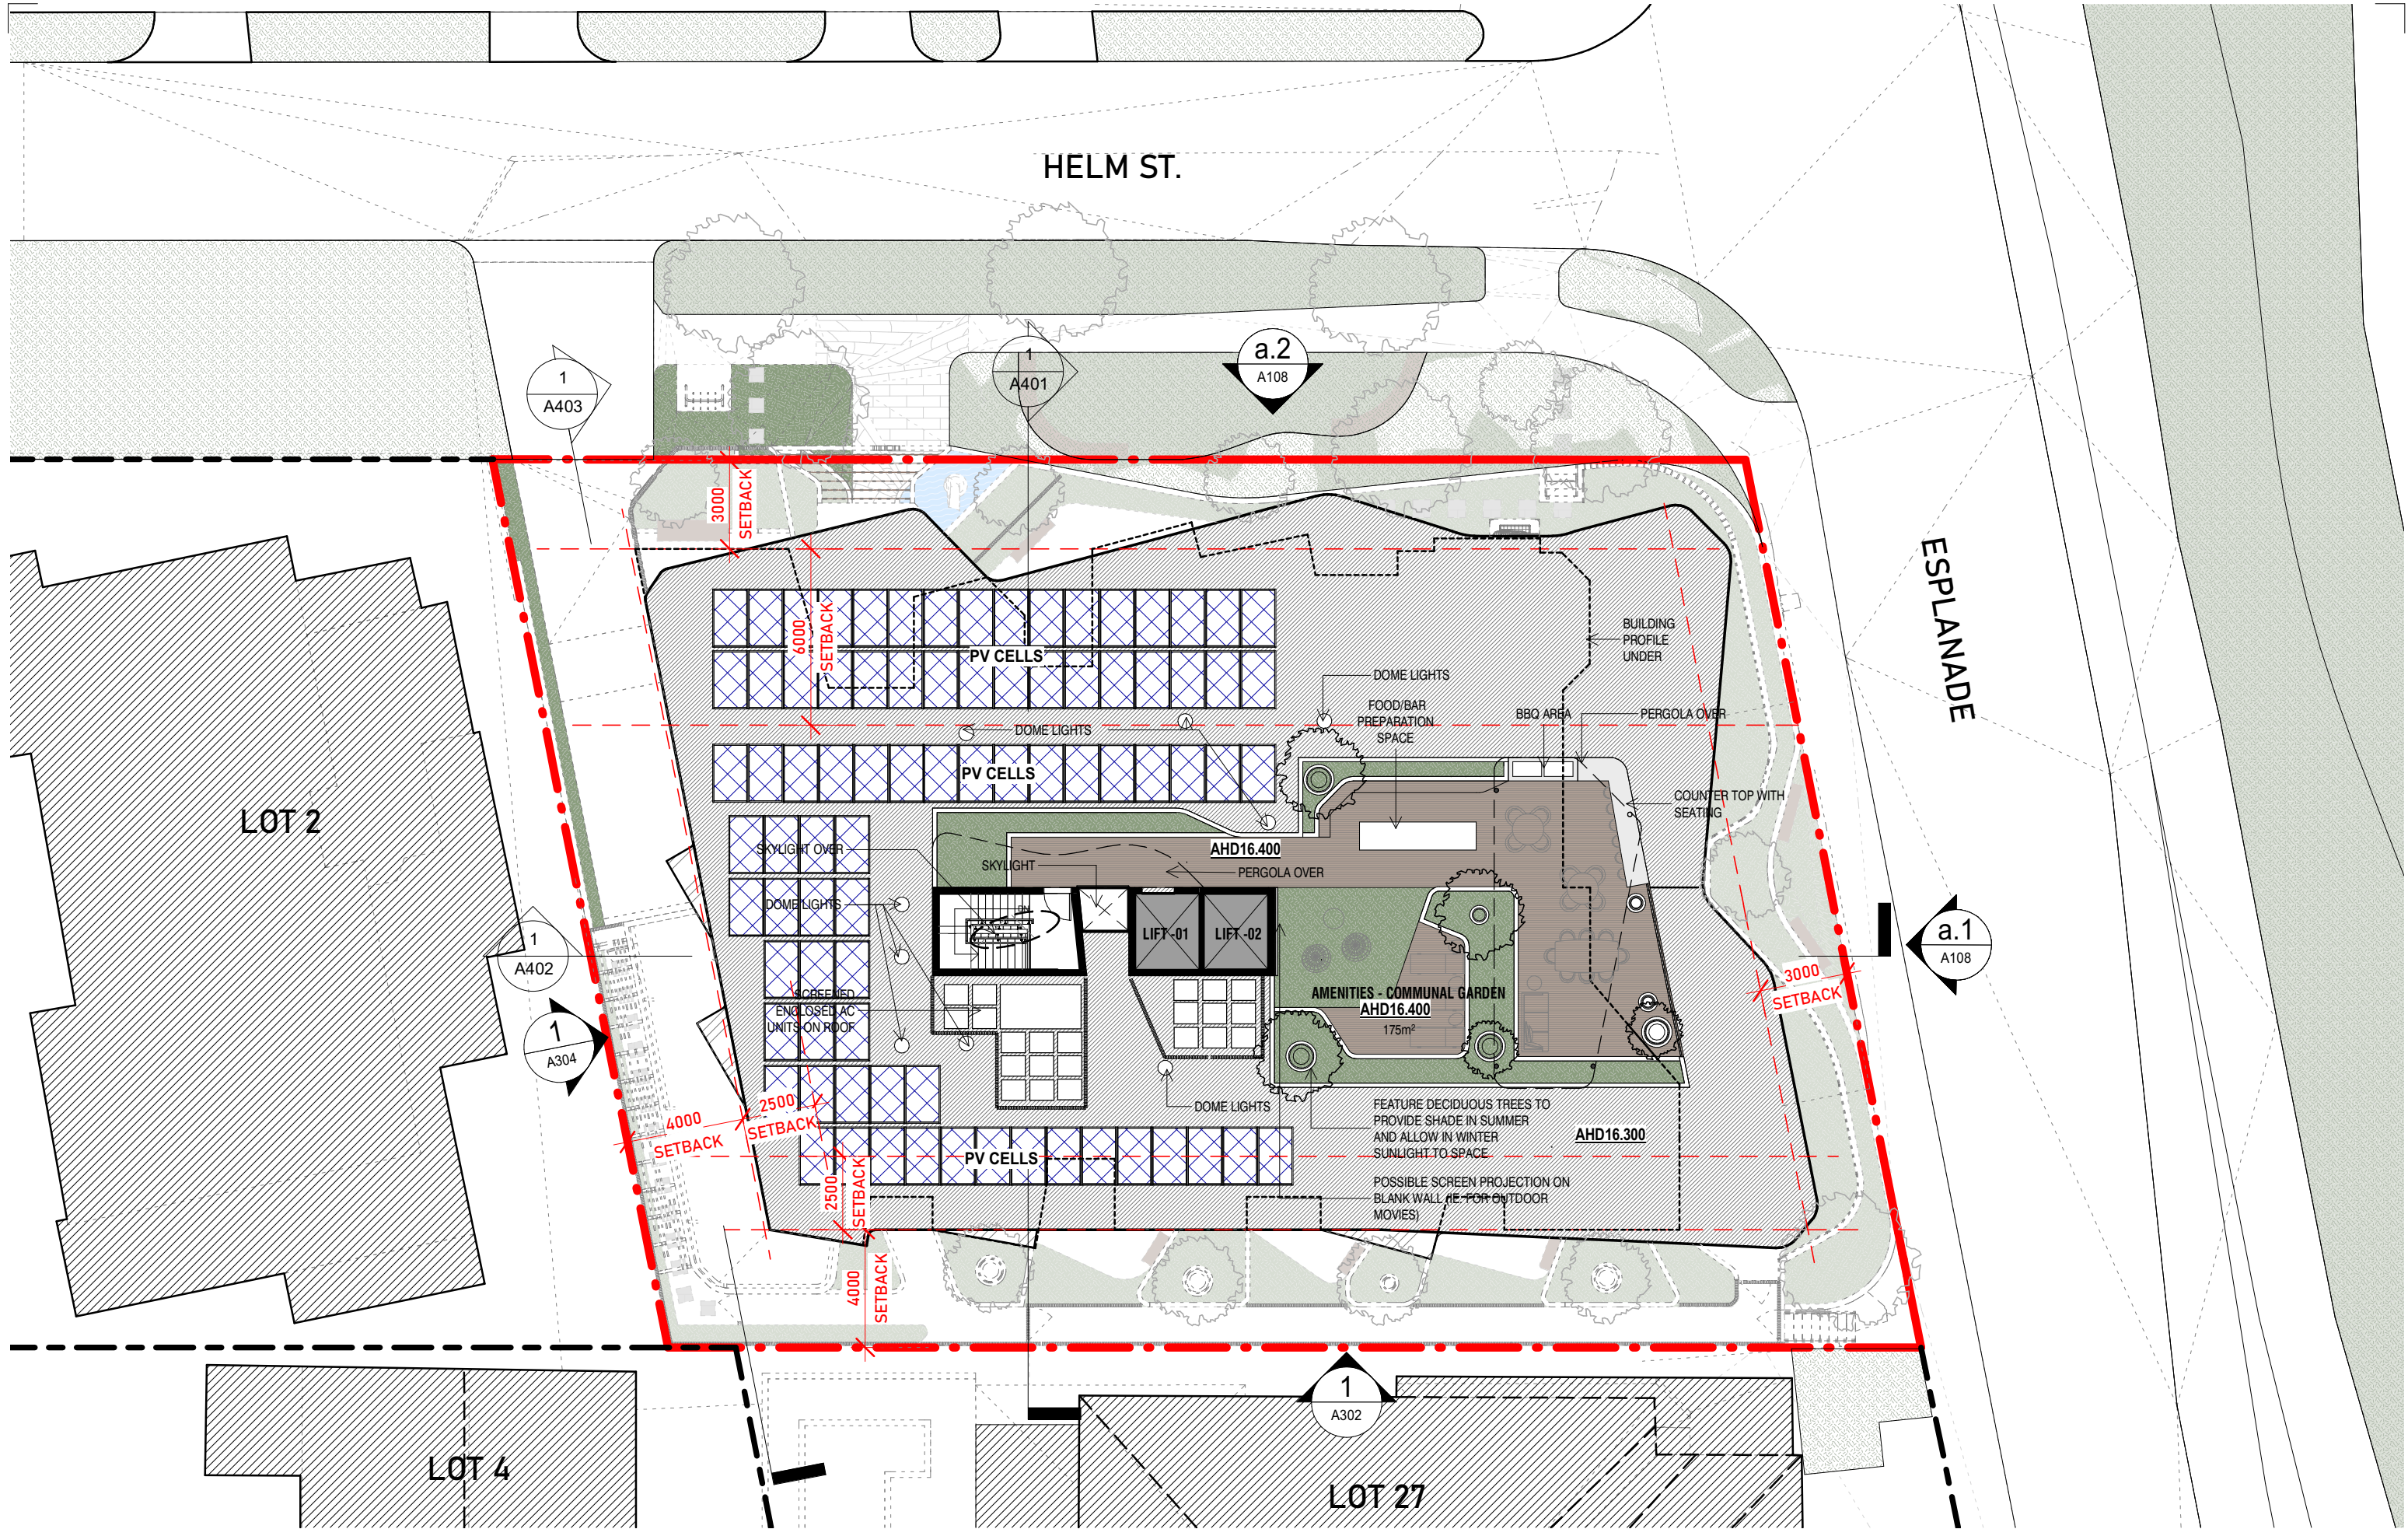 HELM ST.
1
A403
1
A401
a.2
A108
3000
SETBACK
ESPLANADE
6000
SETBACK
PV CELLS
BUILDING
PROFILE
UNDER
DOME LIGHTS
FOOD/BAR
PREPARATION
SPACE
BBQ AREA
PERGOLA OVER
DOME LIGHTS
PV CELLS
COUNTER TOP WITH
SEATING
LOT 2
SKYLIGHT OVER
AHD16.400
SKYLIGHT
PERGOLA OVER
DOME LIGHTS
DN
LIFT -01
LIFT -02
1
A402
a.1
A108
3000
SETBACK
SCREENED
ENCLOSED AC
UNITS ON ROOF
AMENITIES - COMMUNAL GARDEN
AHD16.400
175m²
1
A304
4000
SETBACK
2500
SETBACK
DOME LIGHTS
FEATURE DECIDUOUS TREES TO
PROVIDE SHADE IN SUMMER
AND ALLOW IN WINTER
SUNLIGHT TO SPACE
AHD16.300
PV CELLS
2500
SETBACK
POSSIBLE SCREEN PROJECTION ON
BLANK WALL (IE. FOR OUTDOOR
MOVIES)
4000
SETBACK
1
A302
LOT 4
LOT 27